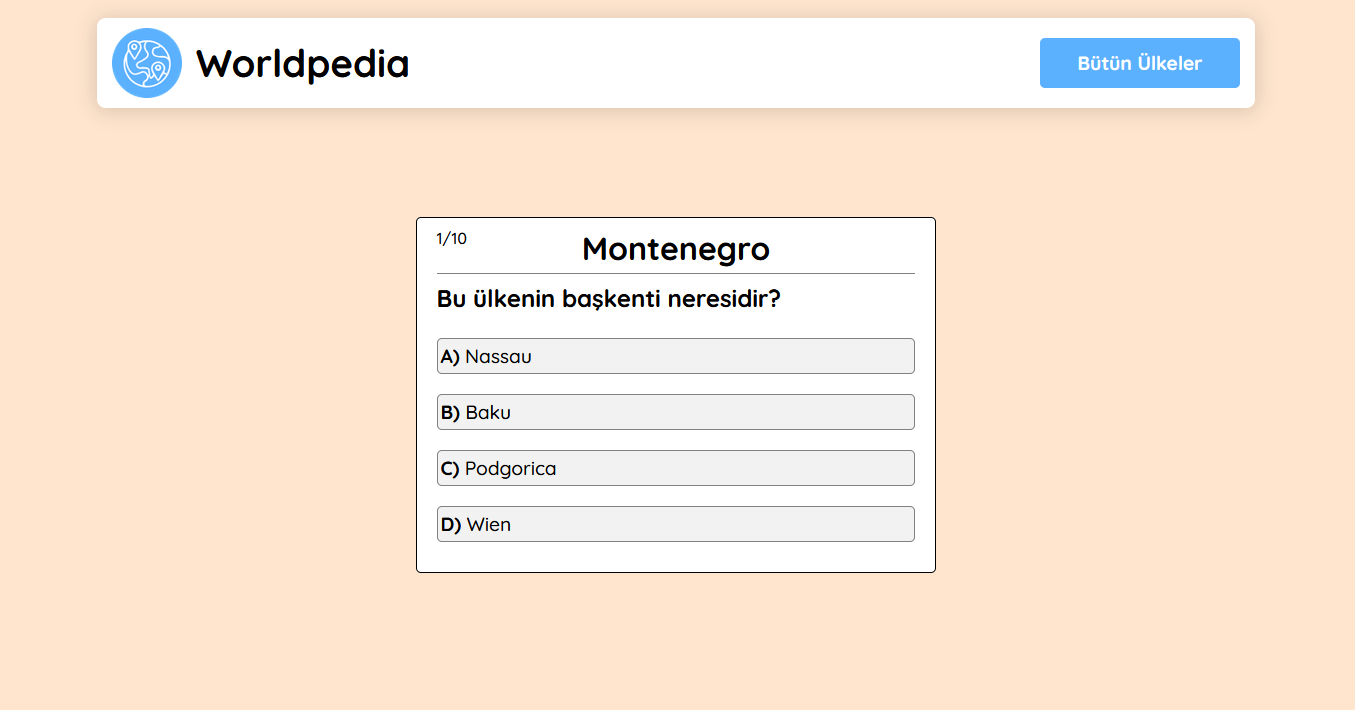 Worldpedia
Bütün Ülkeler
1/10
Montenegro
Bu ülkenin başkenti neresidir?
A) Nassau
B) Baku
C) Podgorica
D) Wien